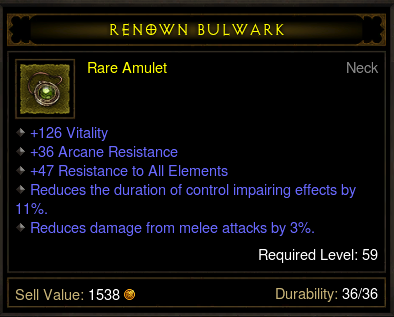 RENOWN BULWARK
Rare Amulet Neck
+126 Vitality
+36 Arcane Resistance
+47 Resistance to All Elements
Reduces the duration of control impairing effects by
11%.
Reduces damage from melee attacks by 3%.
Required Level: 59
Sell Value: 1538 Durability: 36/36